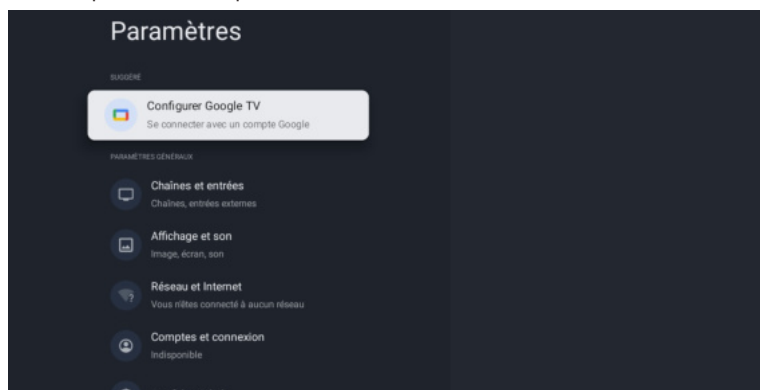 Paramètres
SUGGÉRÉ
Configurer Google TV
Se connecter avec un compte Google
PARAMÈTRES GÉNÉRAUX
Chaînes et entrées
Chaînes, entrées externes
Affichage et son
Image, écran, son
Réseau et Internet
Vous n'êtes connecté à aucun réseau
Comptes et connexion
Indisponible